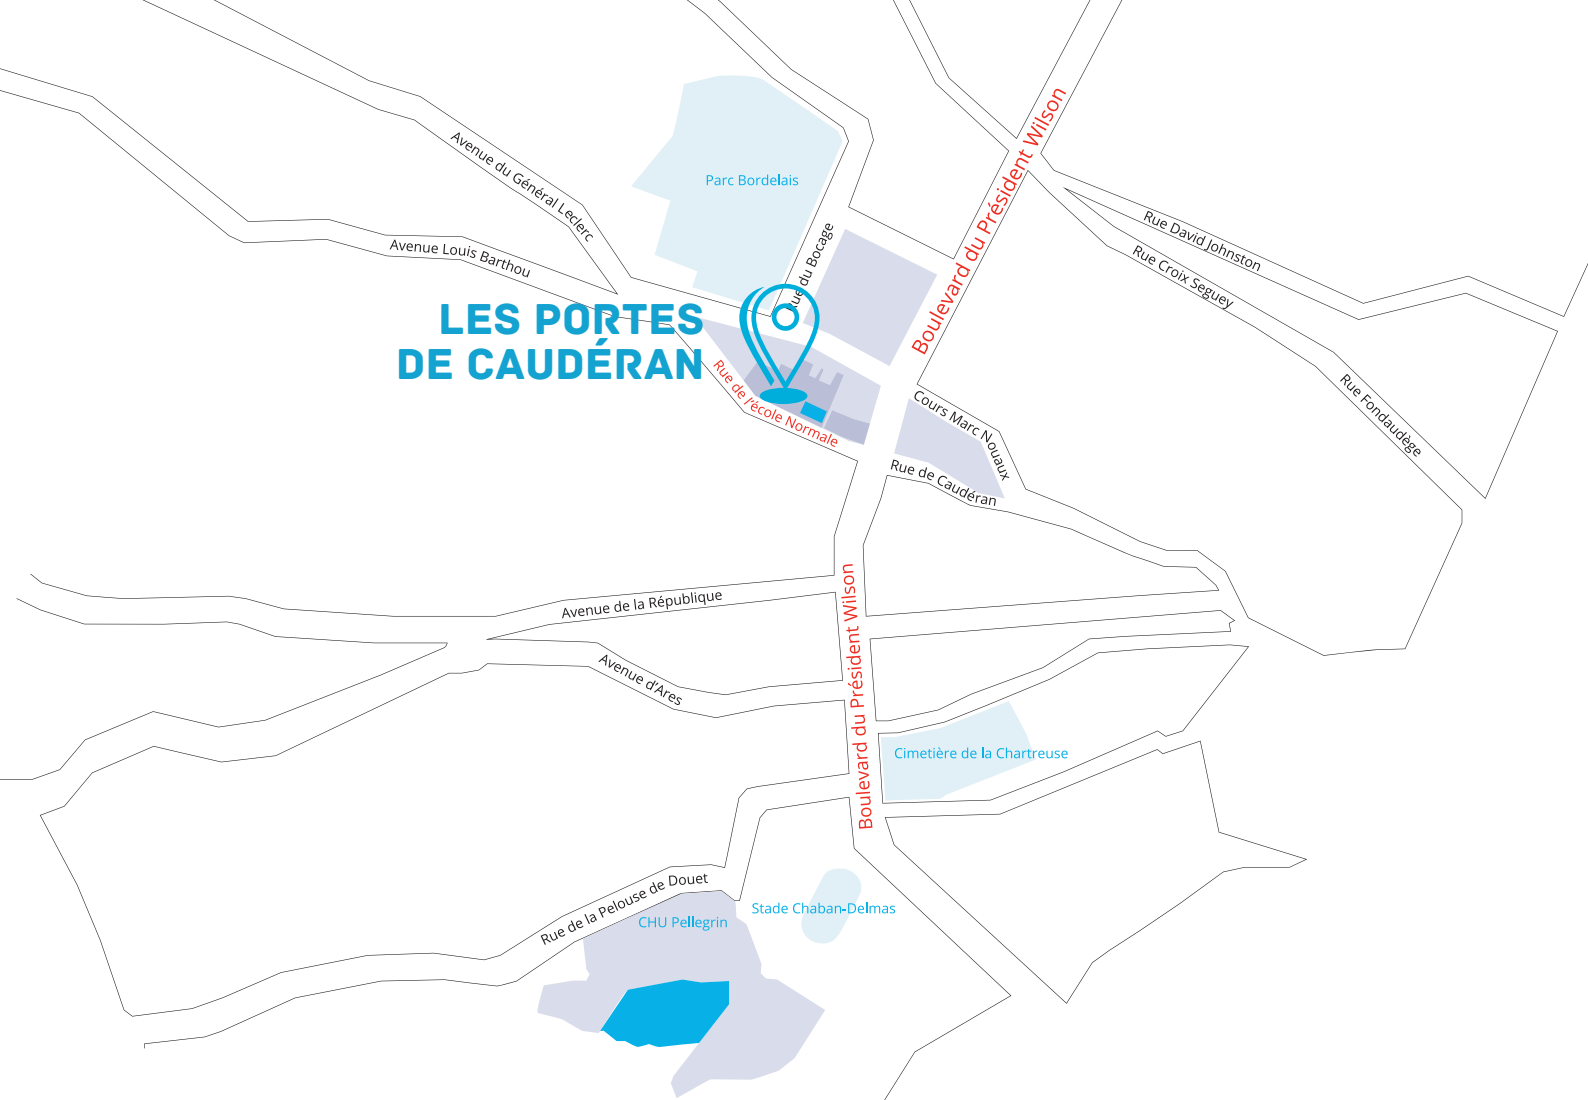 Boulevard du Président Wilson
Avenue du Général Leclerc
Parc Bordelais
Rue David Johnston
Avenue Louis Barthou
Rue du Bocage
Rue Croix Seguey
LES PORTES
DE CAUDÉRAN
Rue de l'école Normale
Cours Marc Nouaux
Rue Fondaudège
Rue de Caudéran
Avenue de la République
Boulevard du Président Wilson
Avenue d'Ares
Cimetière de la Chartreuse
Rue de la Pelouse de Douet
CHU Pellegrin
Stade Chaban-Delmas